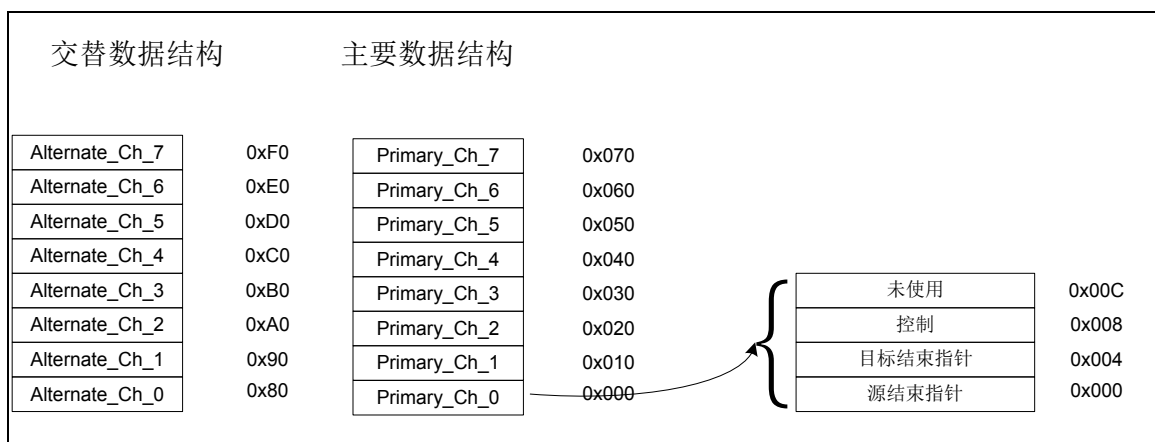 交替数据结构 主要数据结构
Alternate_Ch_7 0xF0 Primary_Ch_7 0x070
Alternate_Ch_6 0xE0 Primary_Ch_6 0x060
Alternate_Ch_5 0xD0 Primary_Ch_5 0x050
Alternate_Ch_4 0xC0 Primary_Ch_4 0x040
Alternate_Ch_3 0xB0 Primary_Ch_3 0x030 未使用 0x00C
Alternate_Ch_2 0xA0 Primary_Ch_2 0x020 控制 0x008
Alternate_Ch_1 0x90 Primary_Ch_1 0x010 目标结束指针 0x004
Alternate_Ch_0 0x80 Primary_Ch_0 0x000 源结束指针 0x000